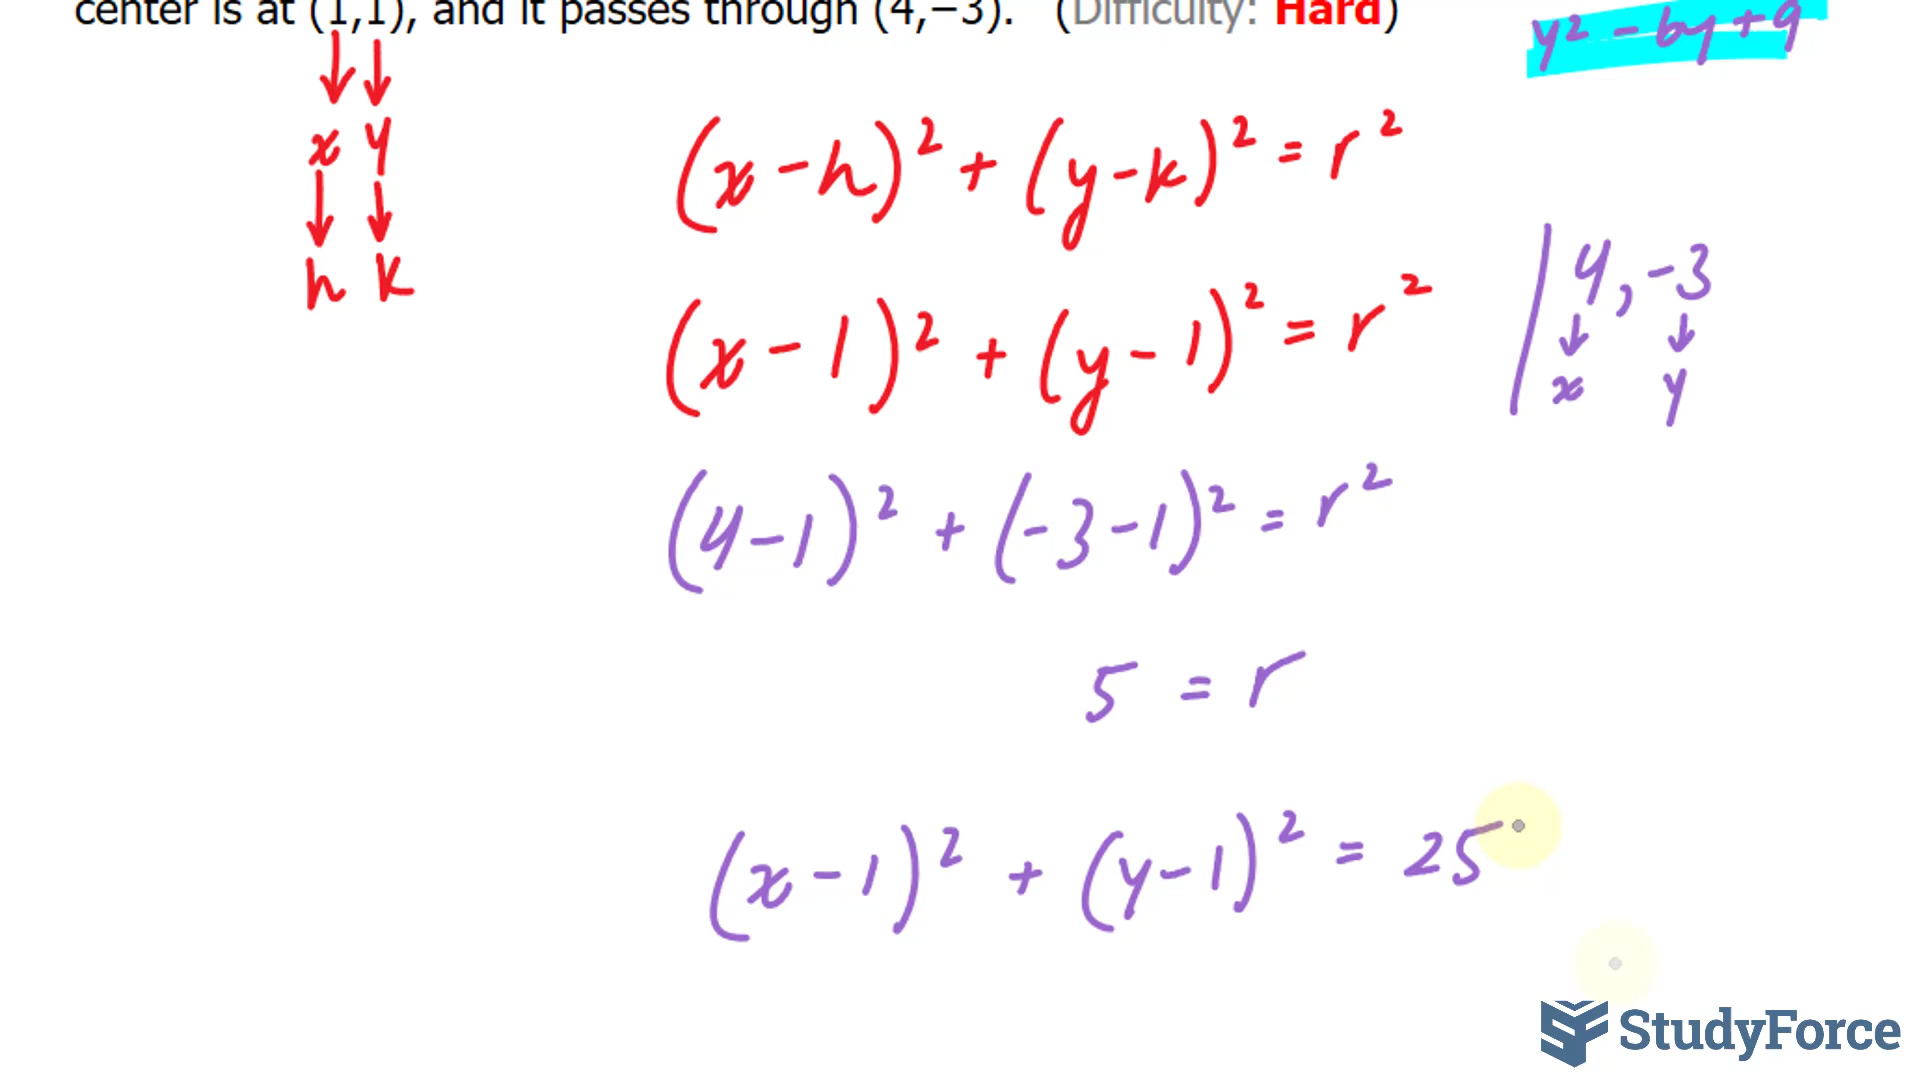 center is at (1,1), and it passes through (4,−3). (Difficulty: Hard)
y² - 6y + 9
x y
h k
(x - h)² + (y - k)² = r²
4, -3
x y
(x - 1)² + (y - 1)² = r²
(4 - 1)² + (-3 - 1)² = r²
5 = r
(x - 1)² + (y - 1)² = 25
StudyForce